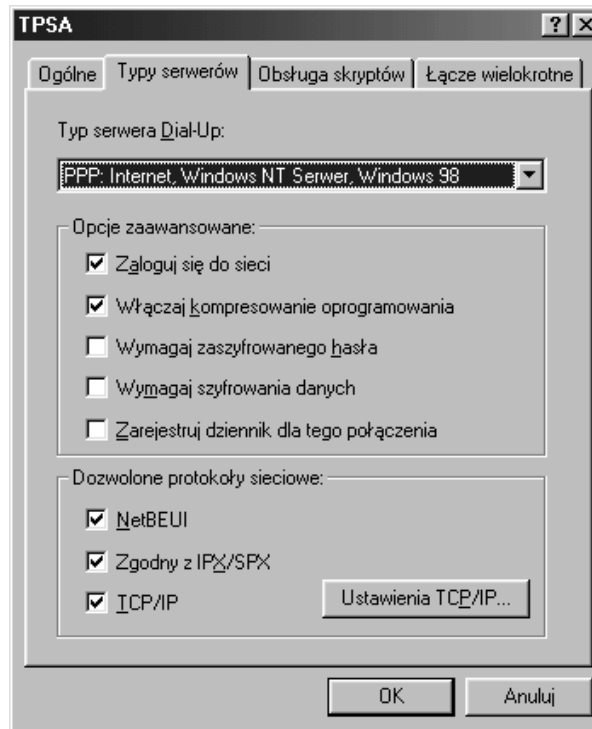 TPSA
Ogólne Typy serwerów Obsługa skryptów Łącze wielokrotne
Typ serwera Dial-Up:
PPP: Internet, Windows NT Serwer, Windows 98
Opcje zaawansowane:
Zaloguj się do sieci
Włączaj kompresowanie oprogramowania
Wymagaj zaszyfrowanego hasła
Wymagaj szyfrowania danych
Zarejestruj dziennik dla tego połączenia
Dozwolone protokoły sieciowe:
NetBEUI
Zgodny z IPX/SPX
TCP/IP
Ustawienia TCP/IP...
OK Anuluj